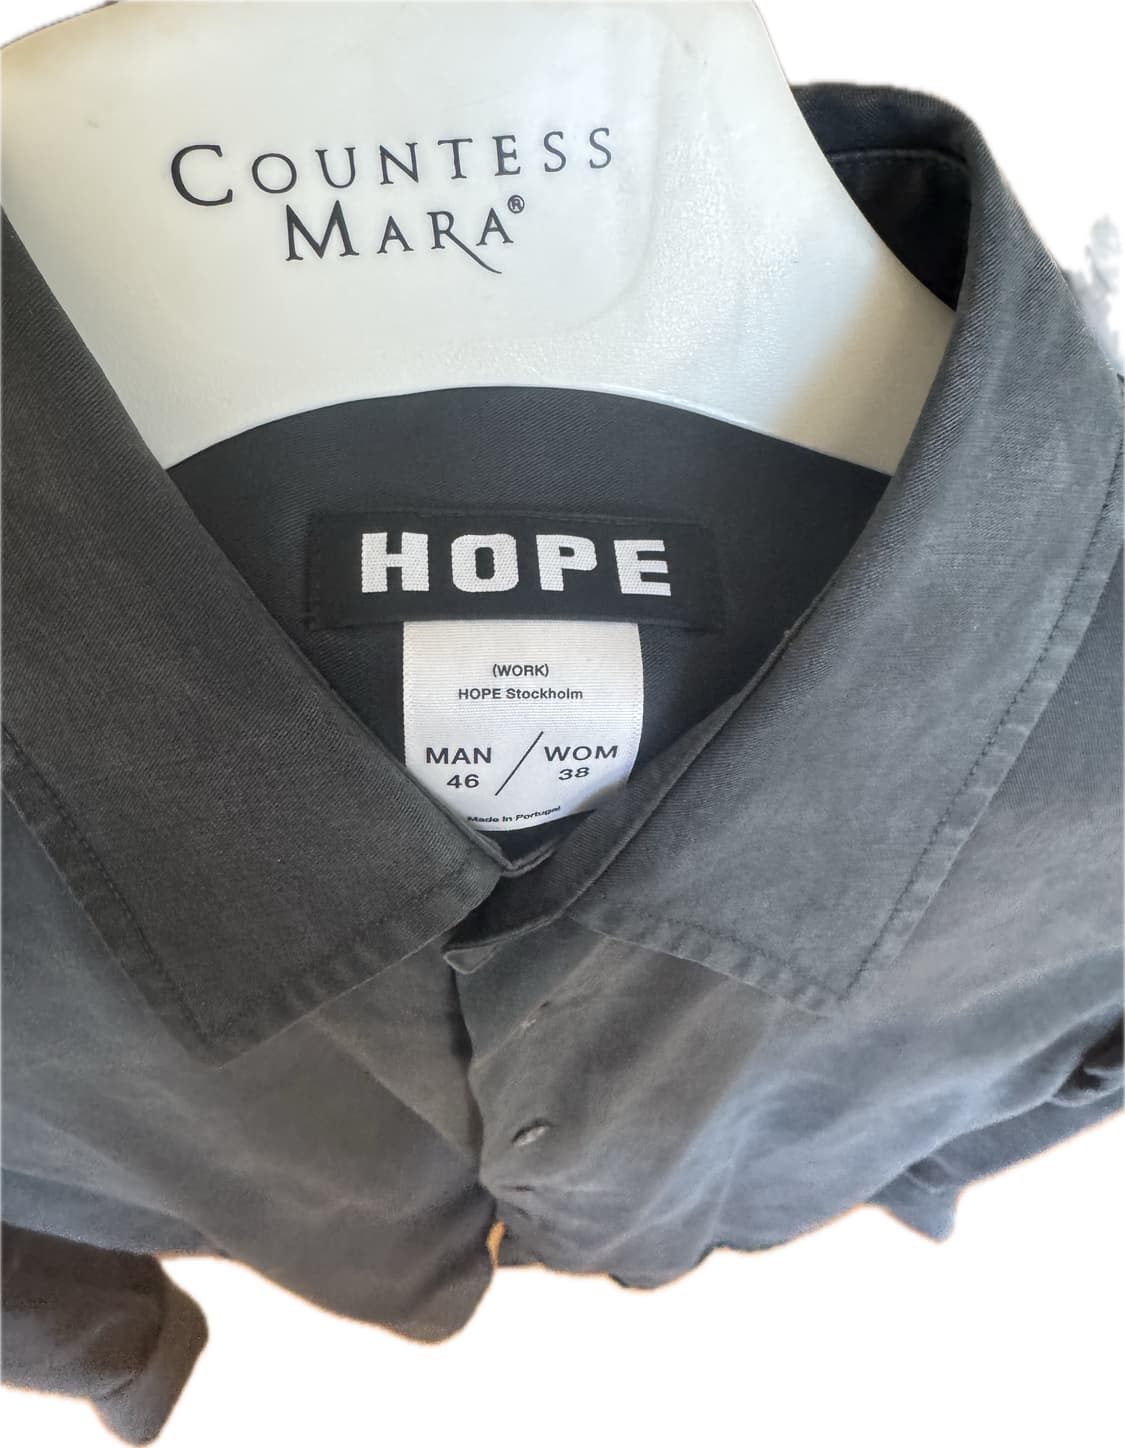 COUNTESS
MARA®
HOPE
(WORK)
HOPE Stockholm
MAN / WOM
46 38
Made In Portugal